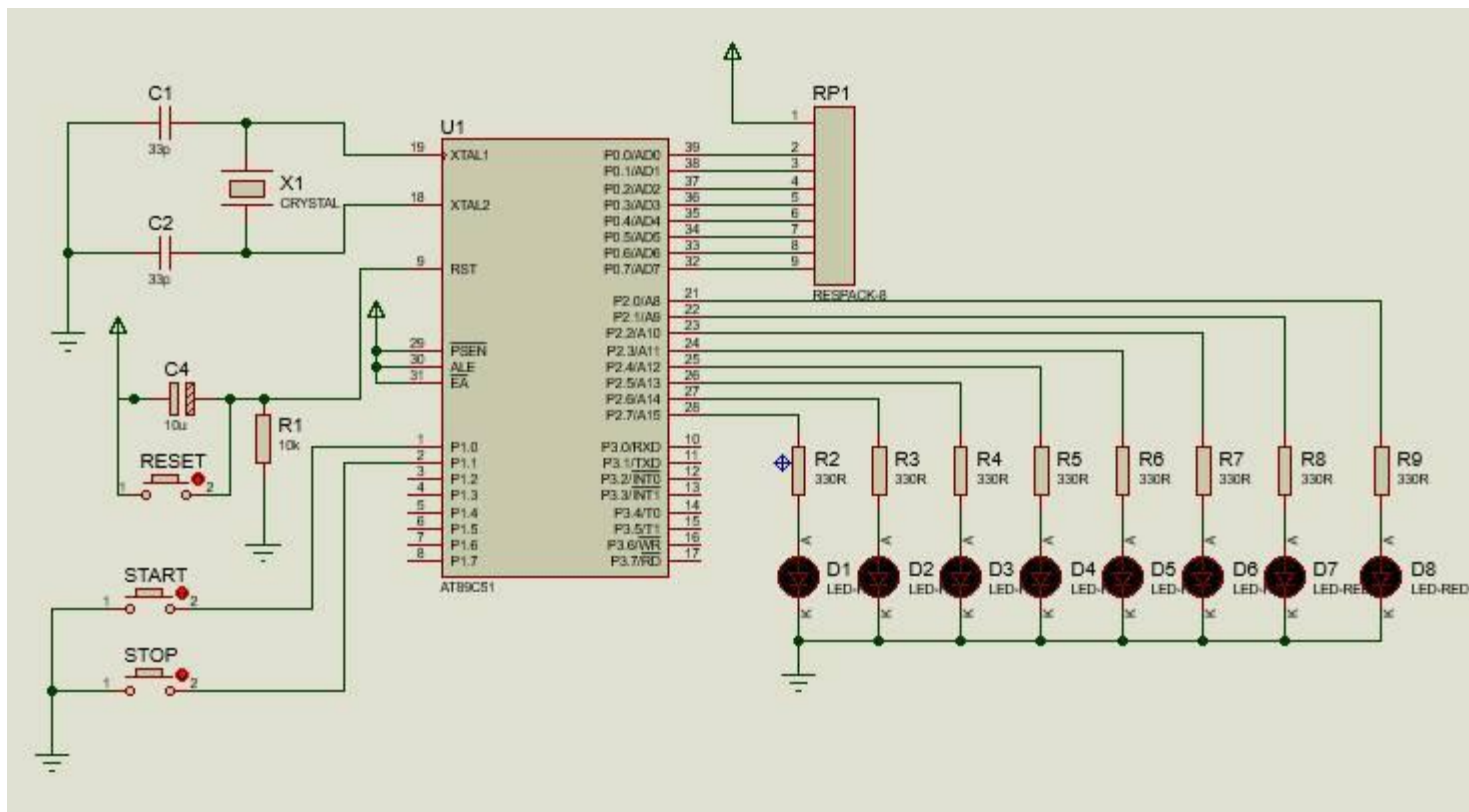 C1
33p
X1
CRYSTAL
C2
33p
C4
10u
R1
10k
RESET
1
2
START
1
2
STOP
1
2
U1
19 XTAL1
18 XTAL2
9 RST
29 PSEN
30 ALE
31 EA
1 P1.0
2 P1.1
3 P1.2
4 P1.3
5 P1.4
6 P1.5
7 P1.6
8 P1.7
P0.0/AD0 39
P0.1/AD1 38
P0.2/AD2 37
P0.3/AD3 36
P0.4/AD4 35
P0.5/AD5 34
P0.6/AD6 33
P0.7/AD7 32
P2.0/A8 21
P2.1/A9 22
P2.2/A10 23
P2.3/A11 24
P2.4/A12 25
P2.5/A13 26
P2.6/A14 27
P2.7/A15 28
P3.0/RXD 10
P3.1/TXD 11
P3.2/INT0 12
P3.3/INT1 13
P3.4/T0 14
P3.5/T1 15
P3.6/WR 16
P3.7/RD 17
AT89C51
RP1
1
2
3
4
5
6
7
8
9
RESPACK-8
R2 R3 R4 R5 R6 R7 R8 R9
330R 330R 330R 330R 330R 330R 330R 330R
A A A A A A A A
D1 D2 D3 D4 D5 D6 D7 D8
LED-RED
K K K K K K K K